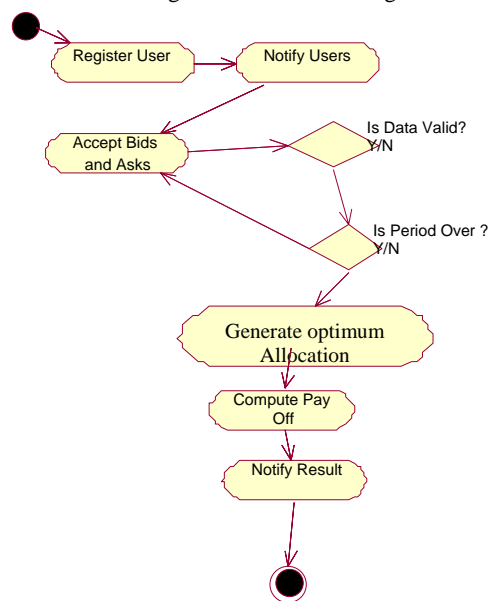 Register User
Notify Users
Accept Bids
and Asks
Is Data Valid?
Y/N
Is Period Over ?
Y/N
Generate optimum
Allocation
Compute Pay
Off
Notify Result